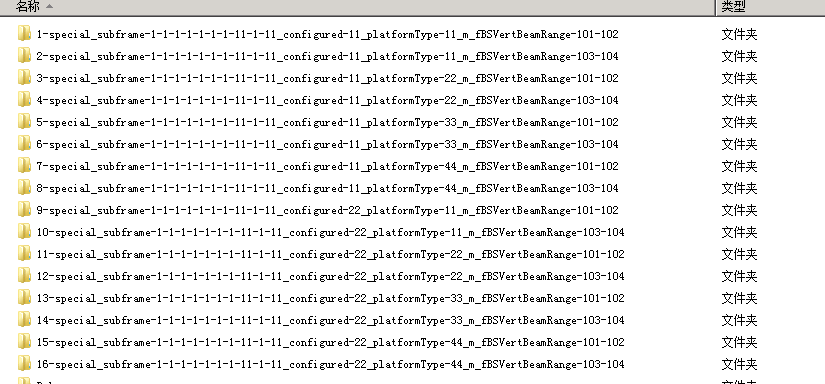 名称 类型
1-special_subframe-1-1-1-1-1-1-1-11-1-11_configured-11_platformType-11_m_fBSVertBeamRange-101-102 文件夹
2-special_subframe-1-1-1-1-1-1-1-11-1-11_configured-11_platformType-11_m_fBSVertBeamRange-103-104 文件夹
3-special_subframe-1-1-1-1-1-1-1-11-1-11_configured-11_platformType-22_m_fBSVertBeamRange-101-102 文件夹
4-special_subframe-1-1-1-1-1-1-1-11-1-11_configured-11_platformType-22_m_fBSVertBeamRange-103-104 文件夹
5-special_subframe-1-1-1-1-1-1-1-11-1-11_configured-11_platformType-33_m_fBSVertBeamRange-101-102 文件夹
6-special_subframe-1-1-1-1-1-1-1-11-1-11_configured-11_platformType-33_m_fBSVertBeamRange-103-104 文件夹
7-special_subframe-1-1-1-1-1-1-1-11-1-11_configured-11_platformType-44_m_fBSVertBeamRange-101-102 文件夹
8-special_subframe-1-1-1-1-1-1-1-11-1-11_configured-11_platformType-44_m_fBSVertBeamRange-103-104 文件夹
9-special_subframe-1-1-1-1-1-1-1-11-1-11_configured-22_platformType-11_m_fBSVertBeamRange-101-102 文件夹
10-special_subframe-1-1-1-1-1-1-1-11-1-11_configured-22_platformType-11_m_fBSVertBeamRange-103-104 文件夹
11-special_subframe-1-1-1-1-1-1-1-11-1-11_configured-22_platformType-22_m_fBSVertBeamRange-101-102 文件夹
12-special_subframe-1-1-1-1-1-1-1-11-1-11_configured-22_platformType-22_m_fBSVertBeamRange-103-104 文件夹
13-special_subframe-1-1-1-1-1-1-1-11-1-11_configured-22_platformType-33_m_fBSVertBeamRange-101-102 文件夹
14-special_subframe-1-1-1-1-1-1-1-11-1-11_configured-22_platformType-33_m_fBSVertBeamRange-103-104 文件夹
15-special_subframe-1-1-1-1-1-1-1-11-1-11_configured-22_platformType-44_m_fBSVertBeamRange-101-102 文件夹
16-special_subframe-1-1-1-1-1-1-1-11-1-11_configured-22_platformType-44_m_fBSVertBeamRange-103-104 文件夹